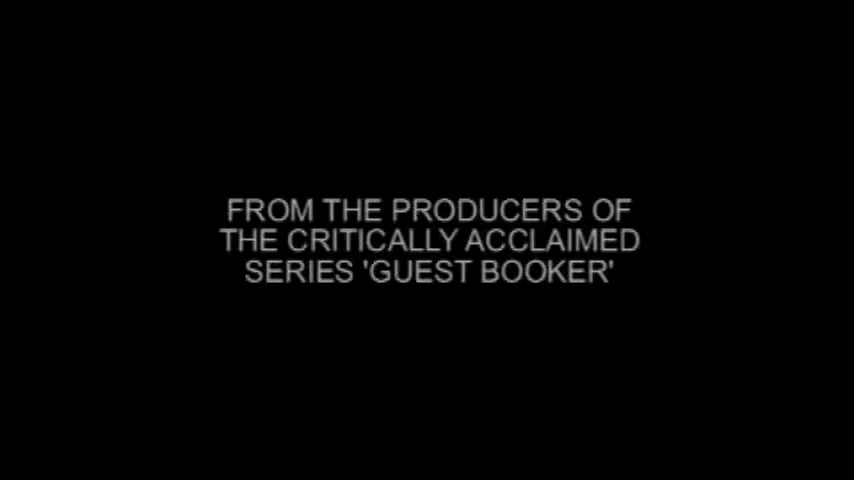 FROM THE PRODUCERS OF
THE CRITICALLY ACCLAIMED
SERIES 'GUEST BOOKER'